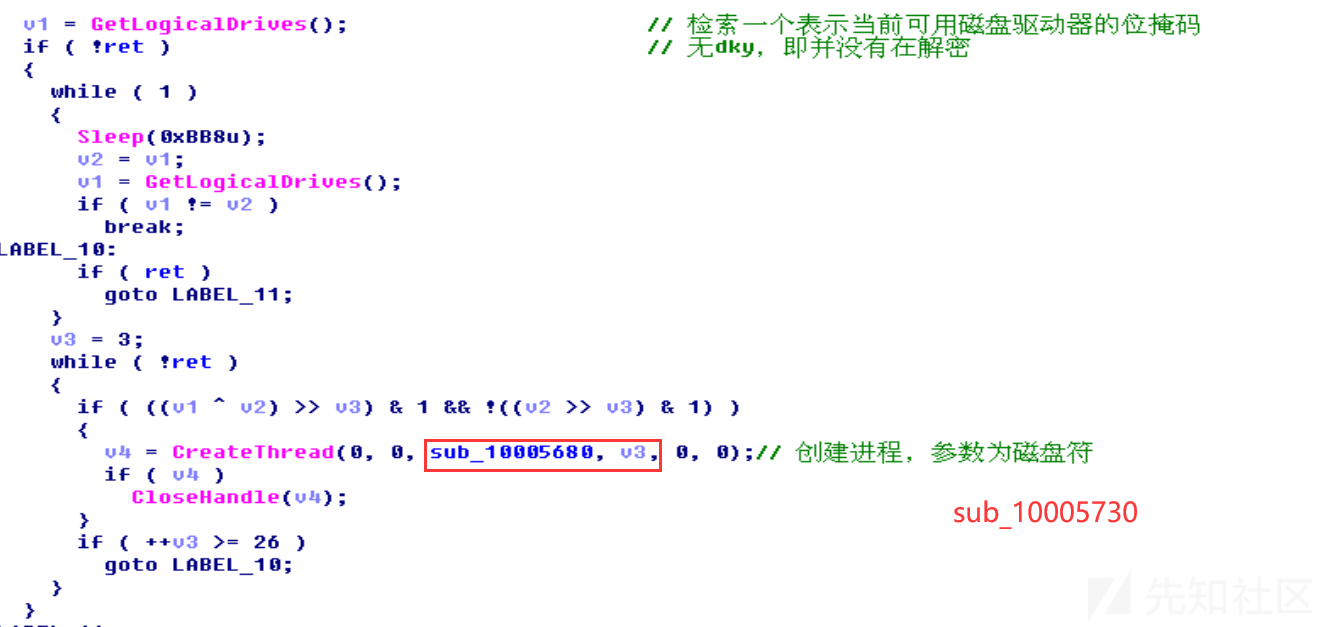 v1 = GetLogicalDrives(); // 检索一个表示当前可用磁盘驱动器的位掩码
if ( !ret ) // 无dky，即并没有在解密
{
while ( 1 )
{
Sleep(0xBB8u);
v2 = v1;
v1 = GetLogicalDrives();
if ( v1 != v2 )
break;
LABEL_10:
if ( ret )
goto LABEL_11;
}
v3 = 3;
while ( !ret )
{
if ( ((v1 ^ v2) >> v3) & 1 && !((v2 >> v3) & 1) )
{
v4 = CreateThread(0, 0, sub_10005680, v3, 0, 0);// 创建进程，参数为磁盘符
if ( v4 )
CloseHandle(v4);
}
sub_10005730
if ( ++v3 >= 26 )
goto LABEL_10;
}
}
先知社区